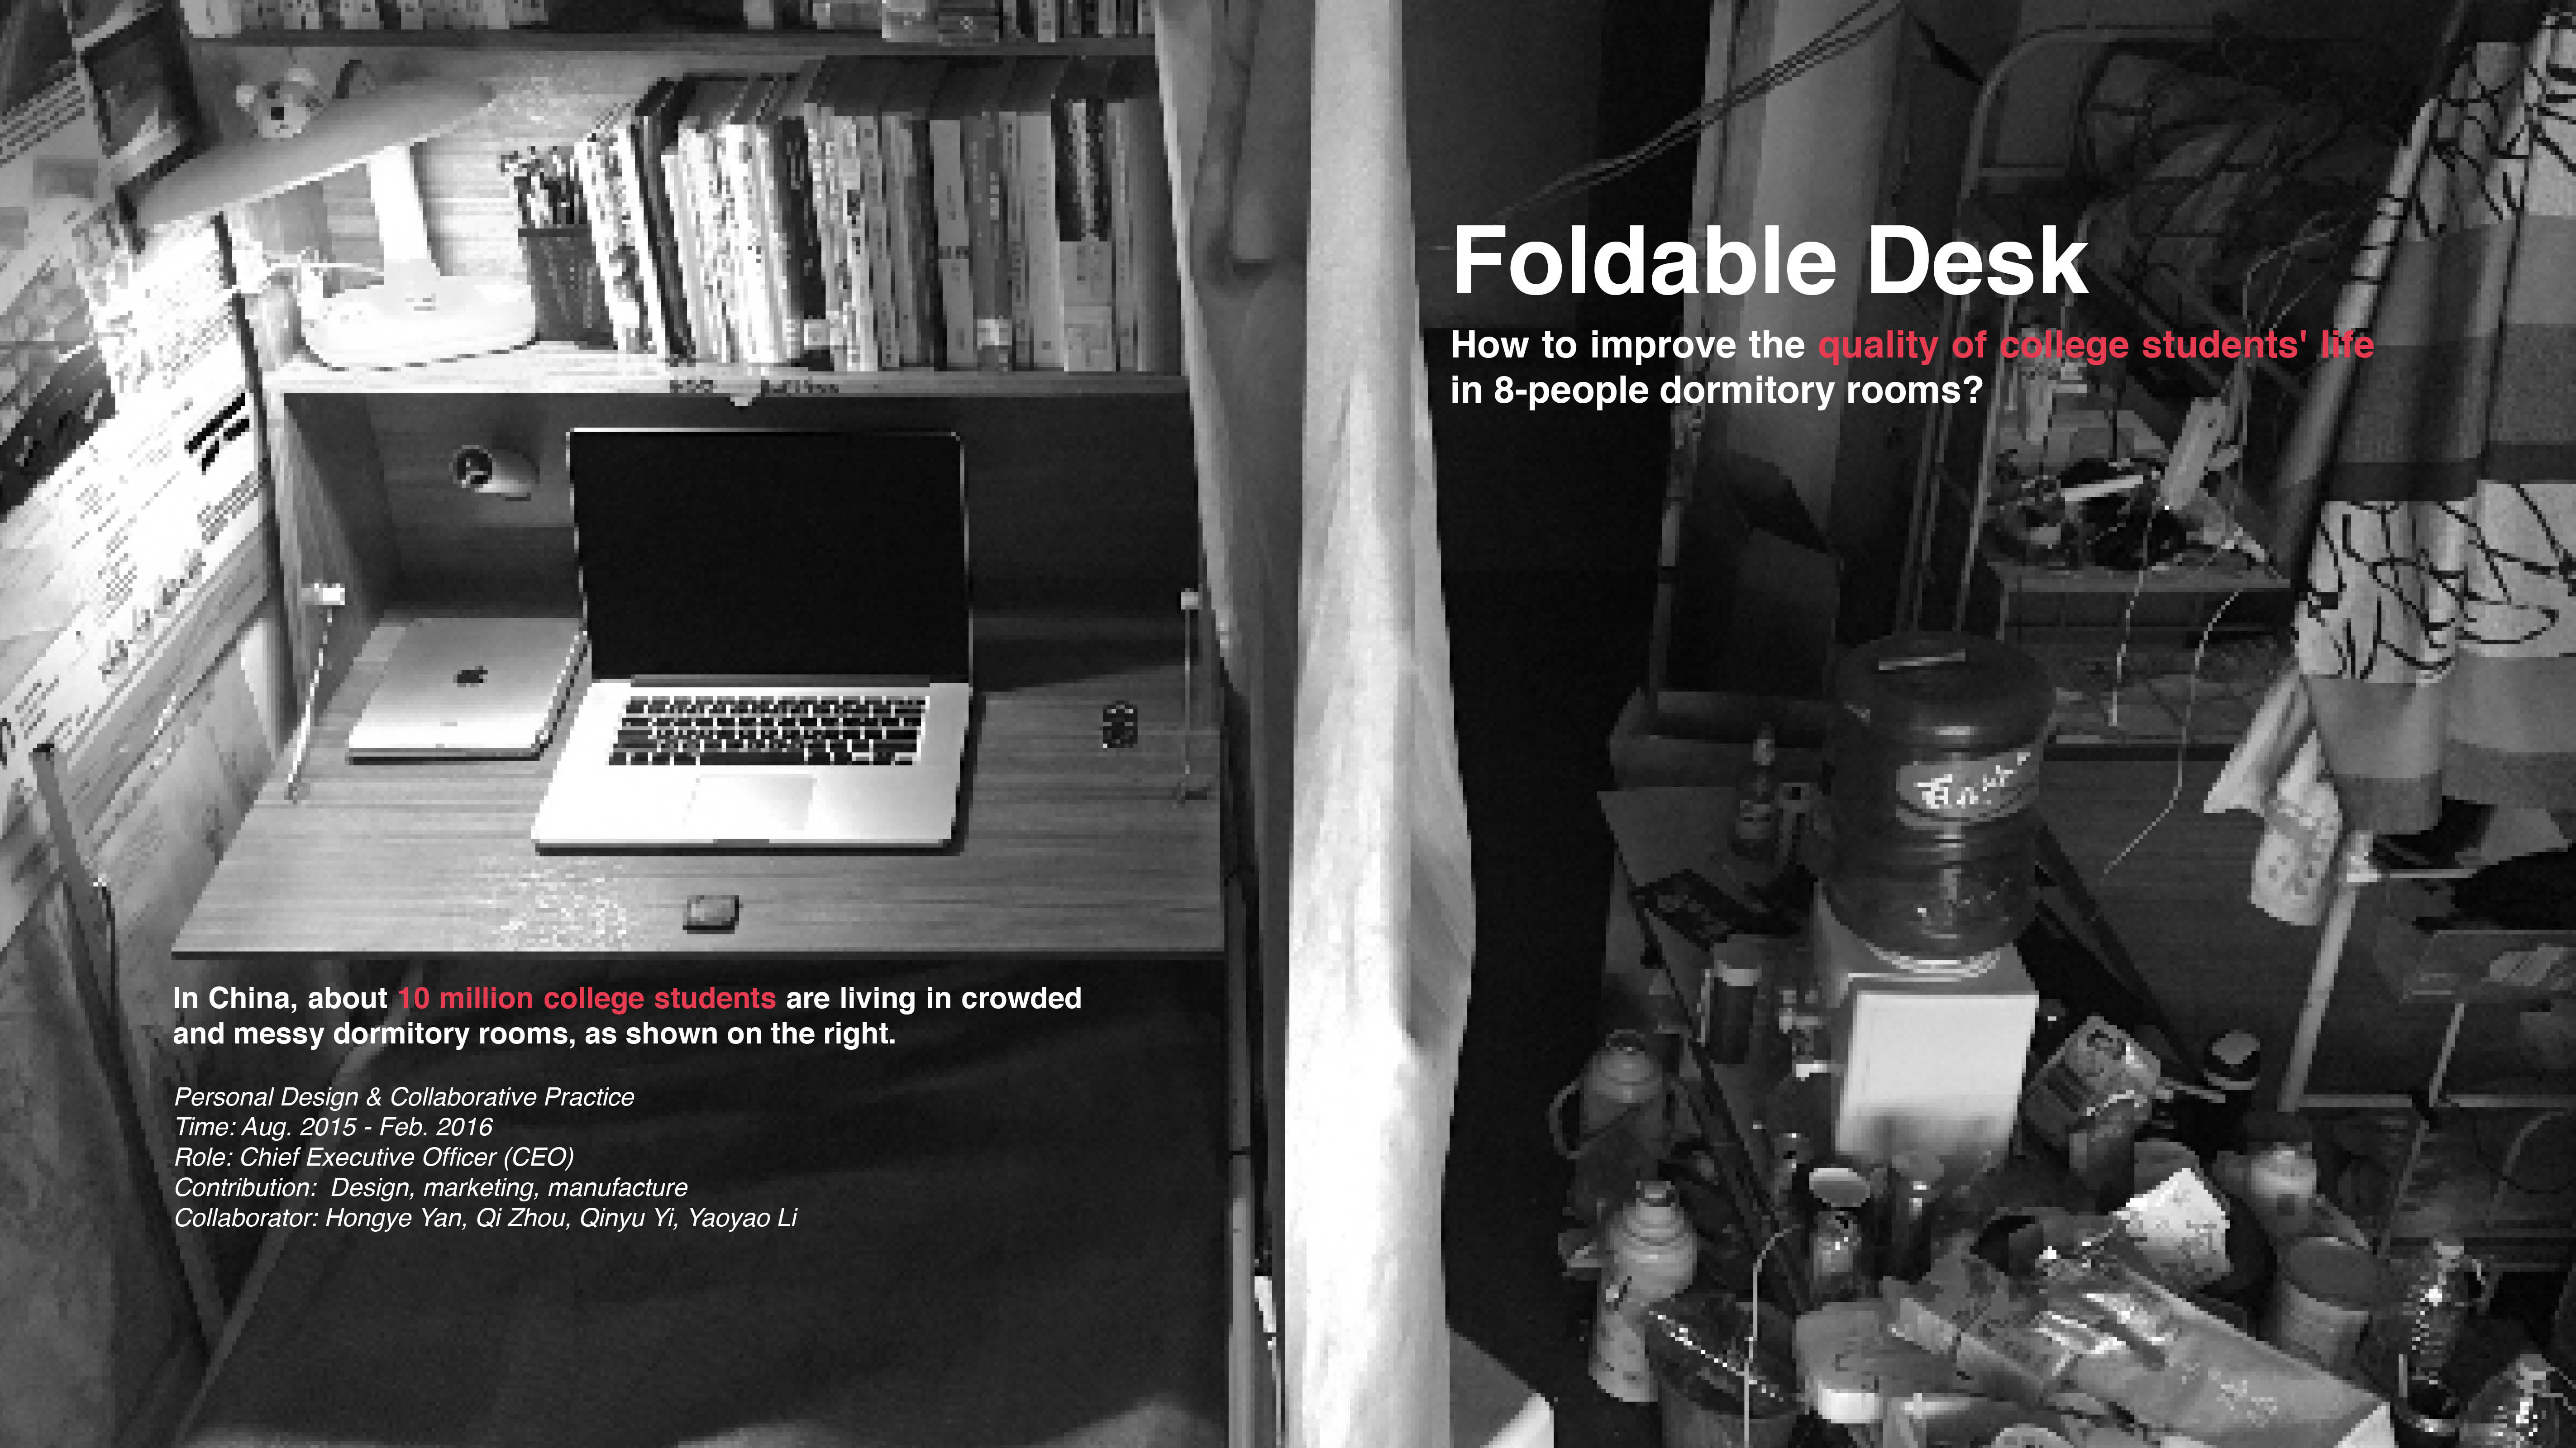 Foldable Desk
How to improve the quality of college students' life
in 8-people dormitory rooms?
In China, about 10 million college students are living in crowded
and messy dormitory rooms, as shown on the right.
Personal Design & Collaborative Practice
Time: Aug. 2015 - Feb. 2016
Role: Chief Executive Officer (CEO)
Contribution:  Design, marketing, manufacture
Collaborator: Hongye Yan, Qi Zhou, Qinyu Yi, Yaoyao Li